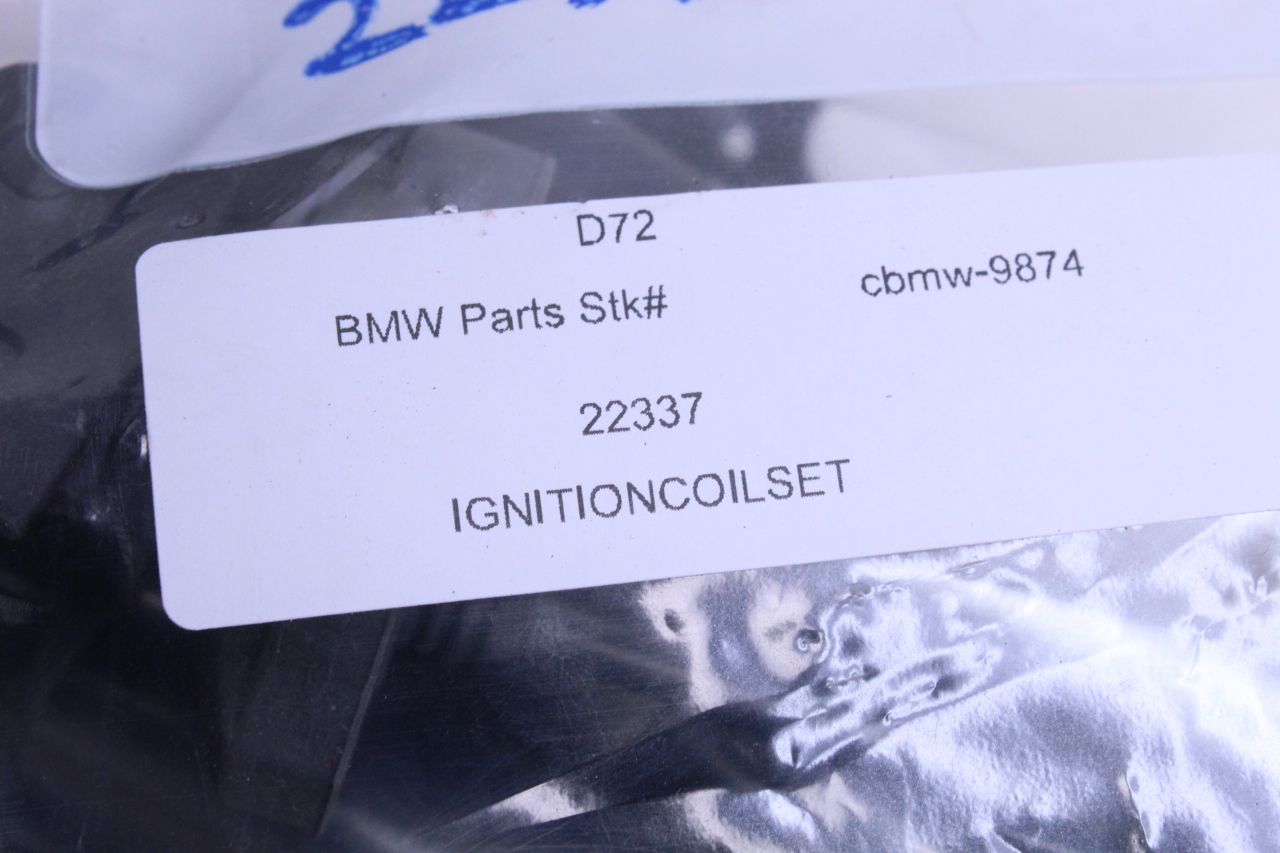 D72
BMW Parts Stk# cbmw-9874
22337
IGNITIONCOILSET